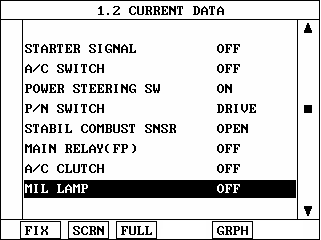 1.2 CURRENT DATA
STARTER SIGNAL OFF
A/C SWITCH OFF
POWER STEERING SW ON
P/N SWITCH DRIVE
STABIL COMBUST SNSR OPEN
MAIN RELAY(FP) OFF
A/C CLUTCH OFF
MIL LAMP OFF
FIX SCRN FULL GRPH